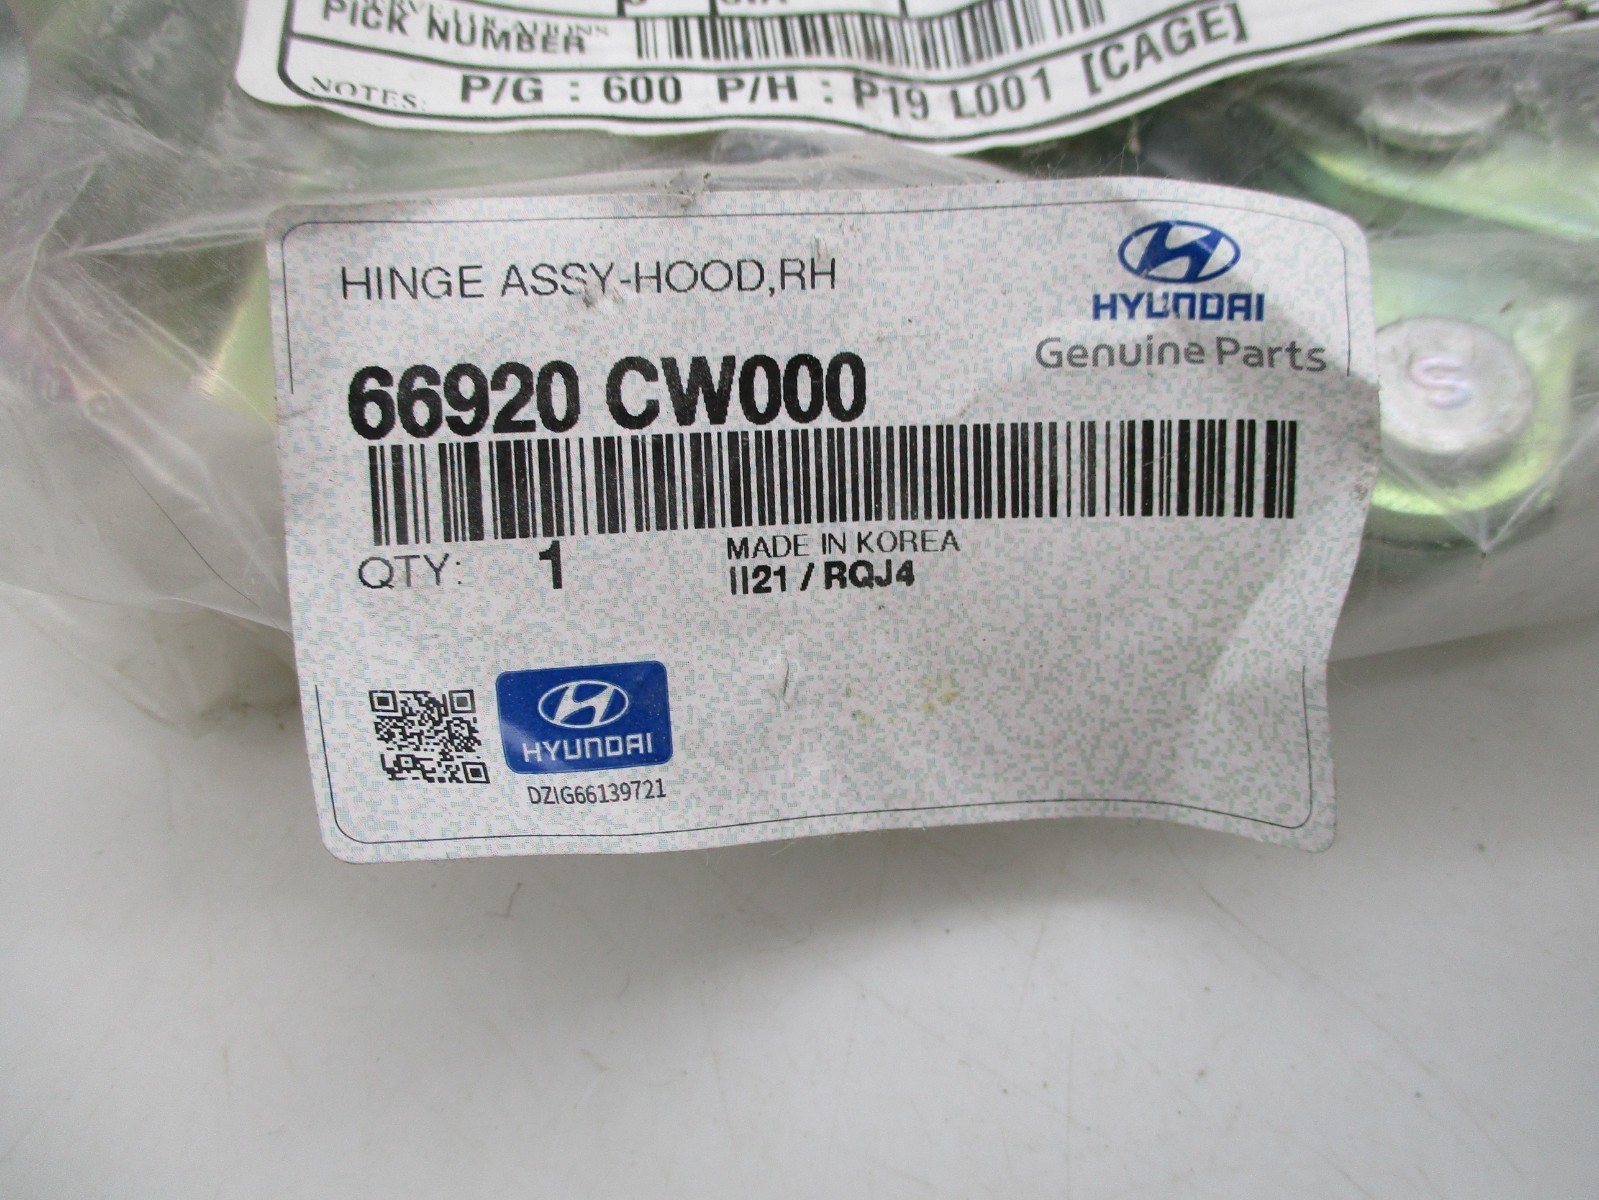 PICK NUMBER
NOTES: P/G : 600 P/H : P19 L001 [CAGE]
HINGE ASSY-HOOD,RH
HYUNDAI
Genuine Parts
66920 CW000
QTY: 1
MADE IN KOREA
II21 / RQJ4
HYUNDAI
DZIG66139721
S